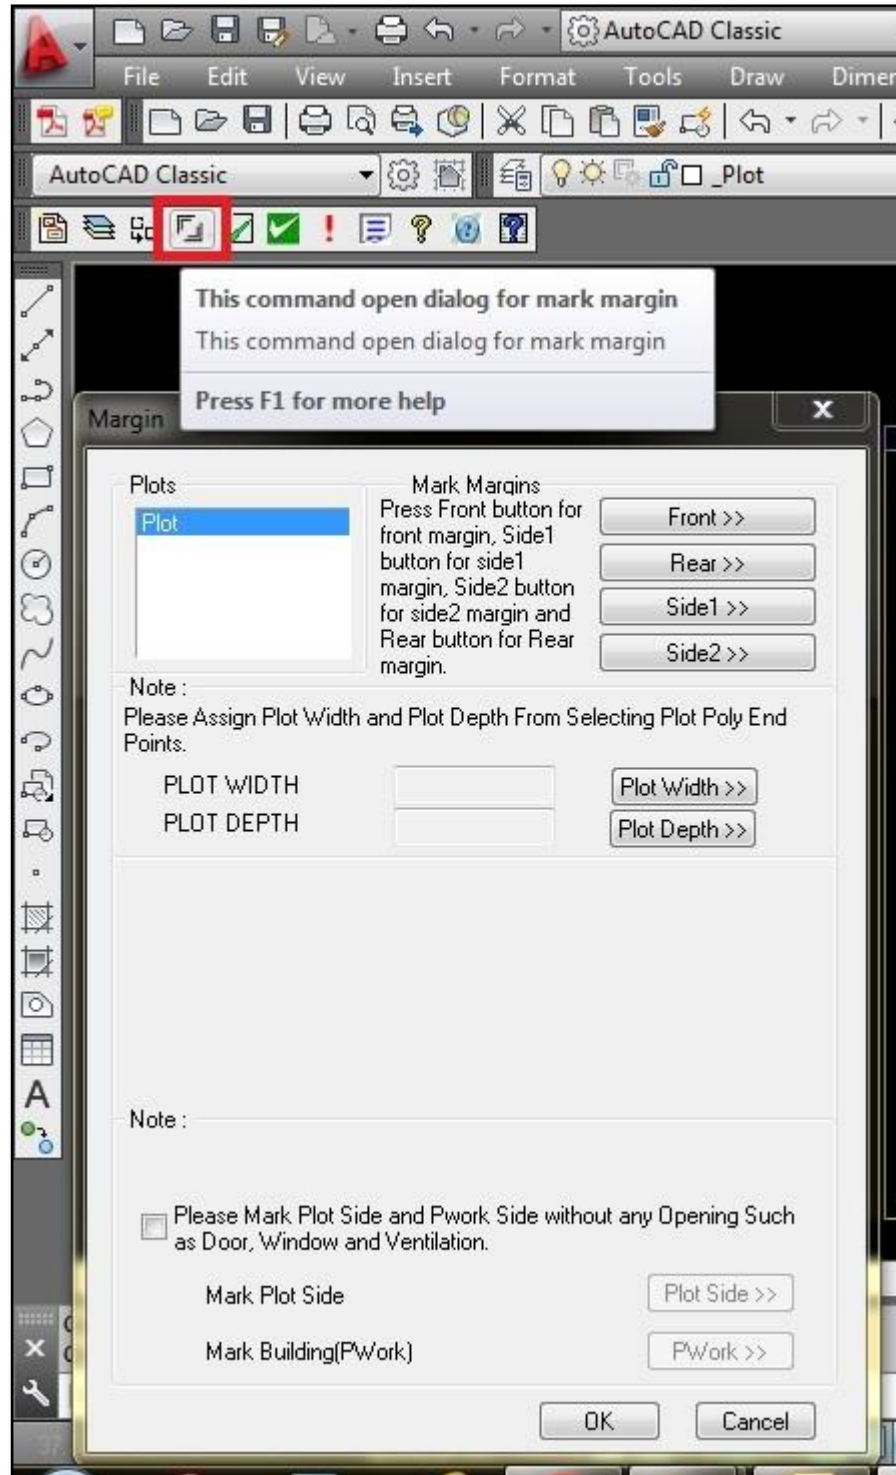 AutoCAD Classic
File Edit View Insert Format Tools Draw Dimen
AutoCAD Classic
_Plot
This command open dialog for mark margin
This command open dialog for mark margin
Press F1 for more help
Margin
Plots
Plot
Mark Margins
Press Front button for
front margin, Side1
button for side1
margin, Side2 button
for side2 margin and
Rear button for Rear
margin.
Front >>
Rear >>
Side1 >>
Side2 >>
Note :
Please Assign Plot Width and Plot Depth From Selecting Plot Poly End
Points.
PLOT WIDTH
Plot Width >>
PLOT DEPTH
Plot Depth >>
A
Note :
Please Mark Plot Side and Pwork Side without any Opening Such
as Door, Window and Ventilation.
Mark Plot Side
Plot Side >>
Mark Building(PWork)
PWork >>
OK
Cancel